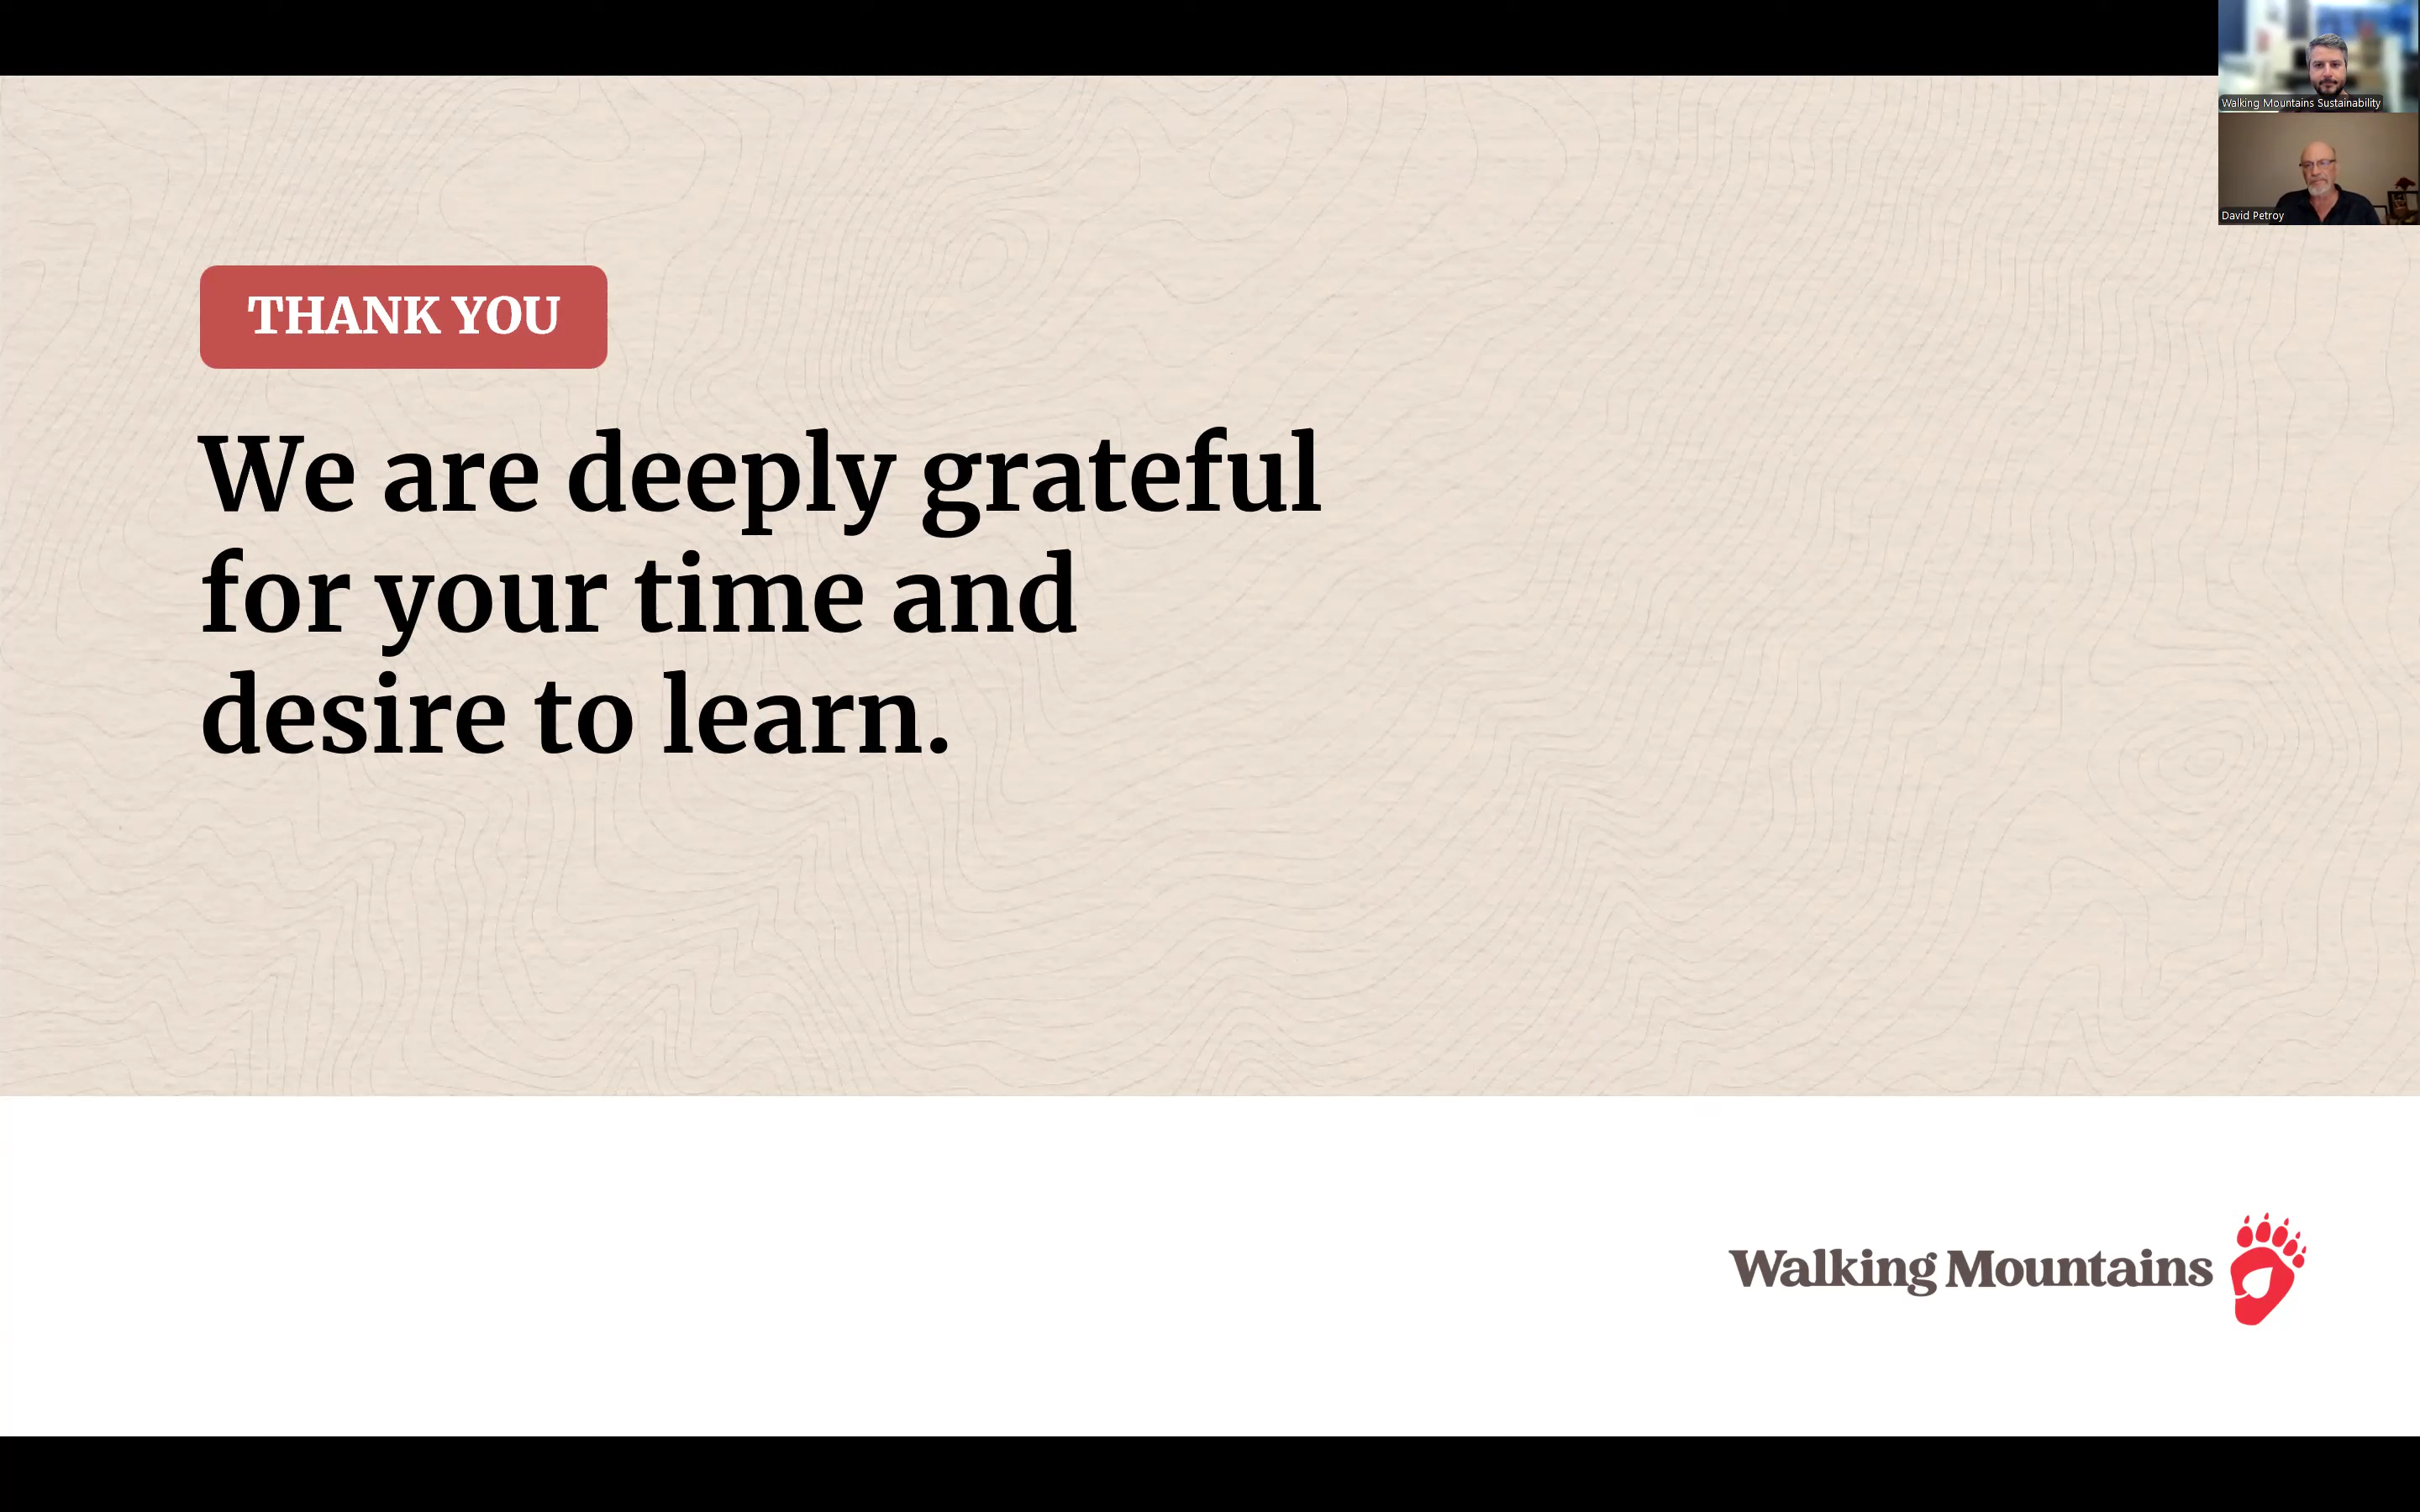 Walking Mountains Sustainability
David Petroy
THANK YOU
We are deeply grateful
for your time and
desire to learn.
Walking Mountains